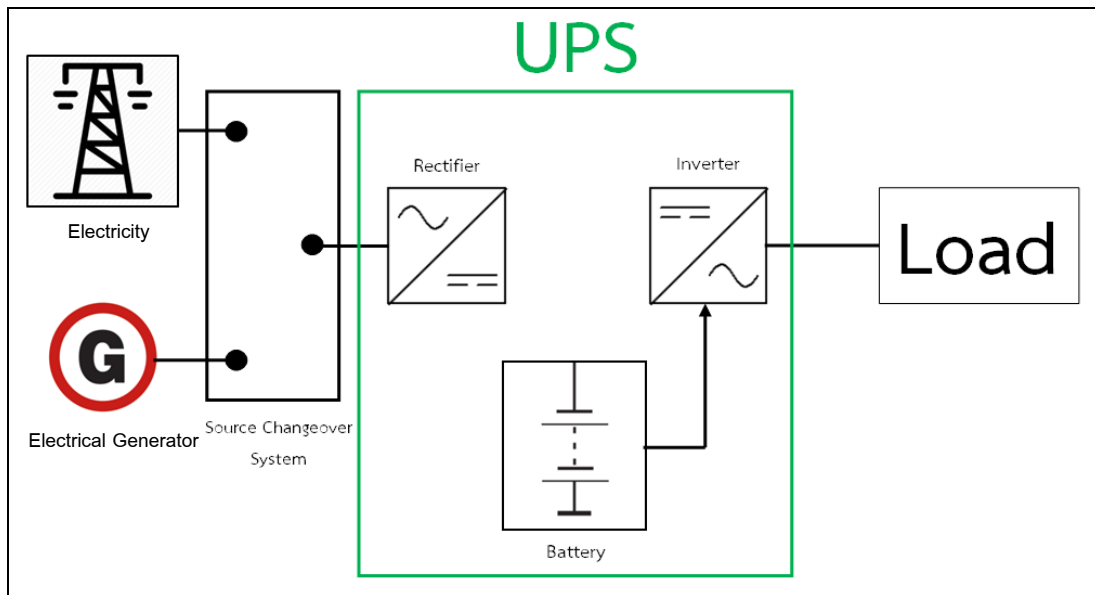 UPS
Electricity
Rectifier
Inverter
Load
G
Electrical Generator
Source Changeover
System
Battery